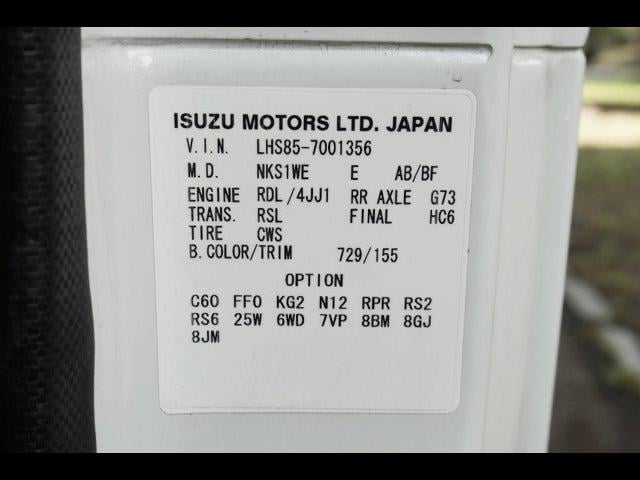 ISUZU MOTORS LTD. JAPAN
V.I.N. LHS85-7001356
M.D. NKS1WE E AB/BF
ENGINE RDL/4JJ1 RR AXLE G73
TRANS. RSL FINAL HC6
TIRE CWS
B.COLOR/TRIM 729/155
OPTION
C60 FF0 KG2 N12 RPR RS2
RS6 25W 6WD 7VP 8BM 8GJ
8JM